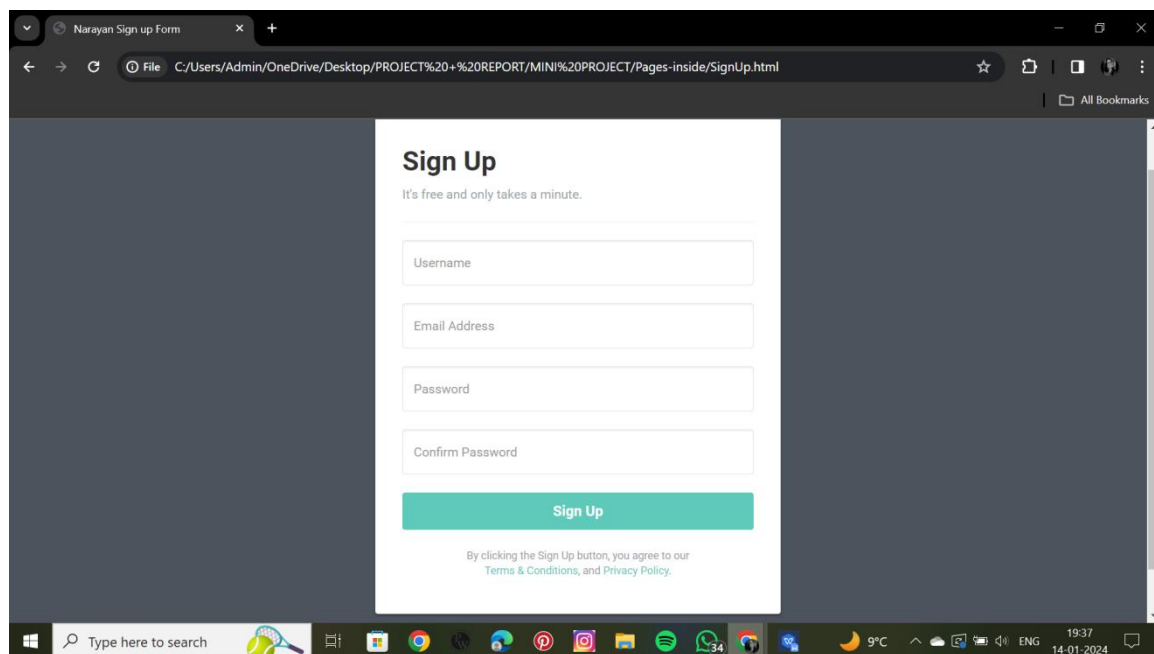 Narayan Sign up Form
File C:/Users/Admin/OneDrive/Desktop/PROJECT%20+%20REPORT/MINI%20PROJECT/Pages-inside/SignUp.html
All Bookmarks
Sign Up
It's free and only takes a minute.
Username
Email Address
Password
Confirm Password
Sign Up
By clicking the Sign Up button, you agree to our
Terms & Conditions, and Privacy Policy.
Type here to search
34
9°C
ENG
19:37
14-01-2024